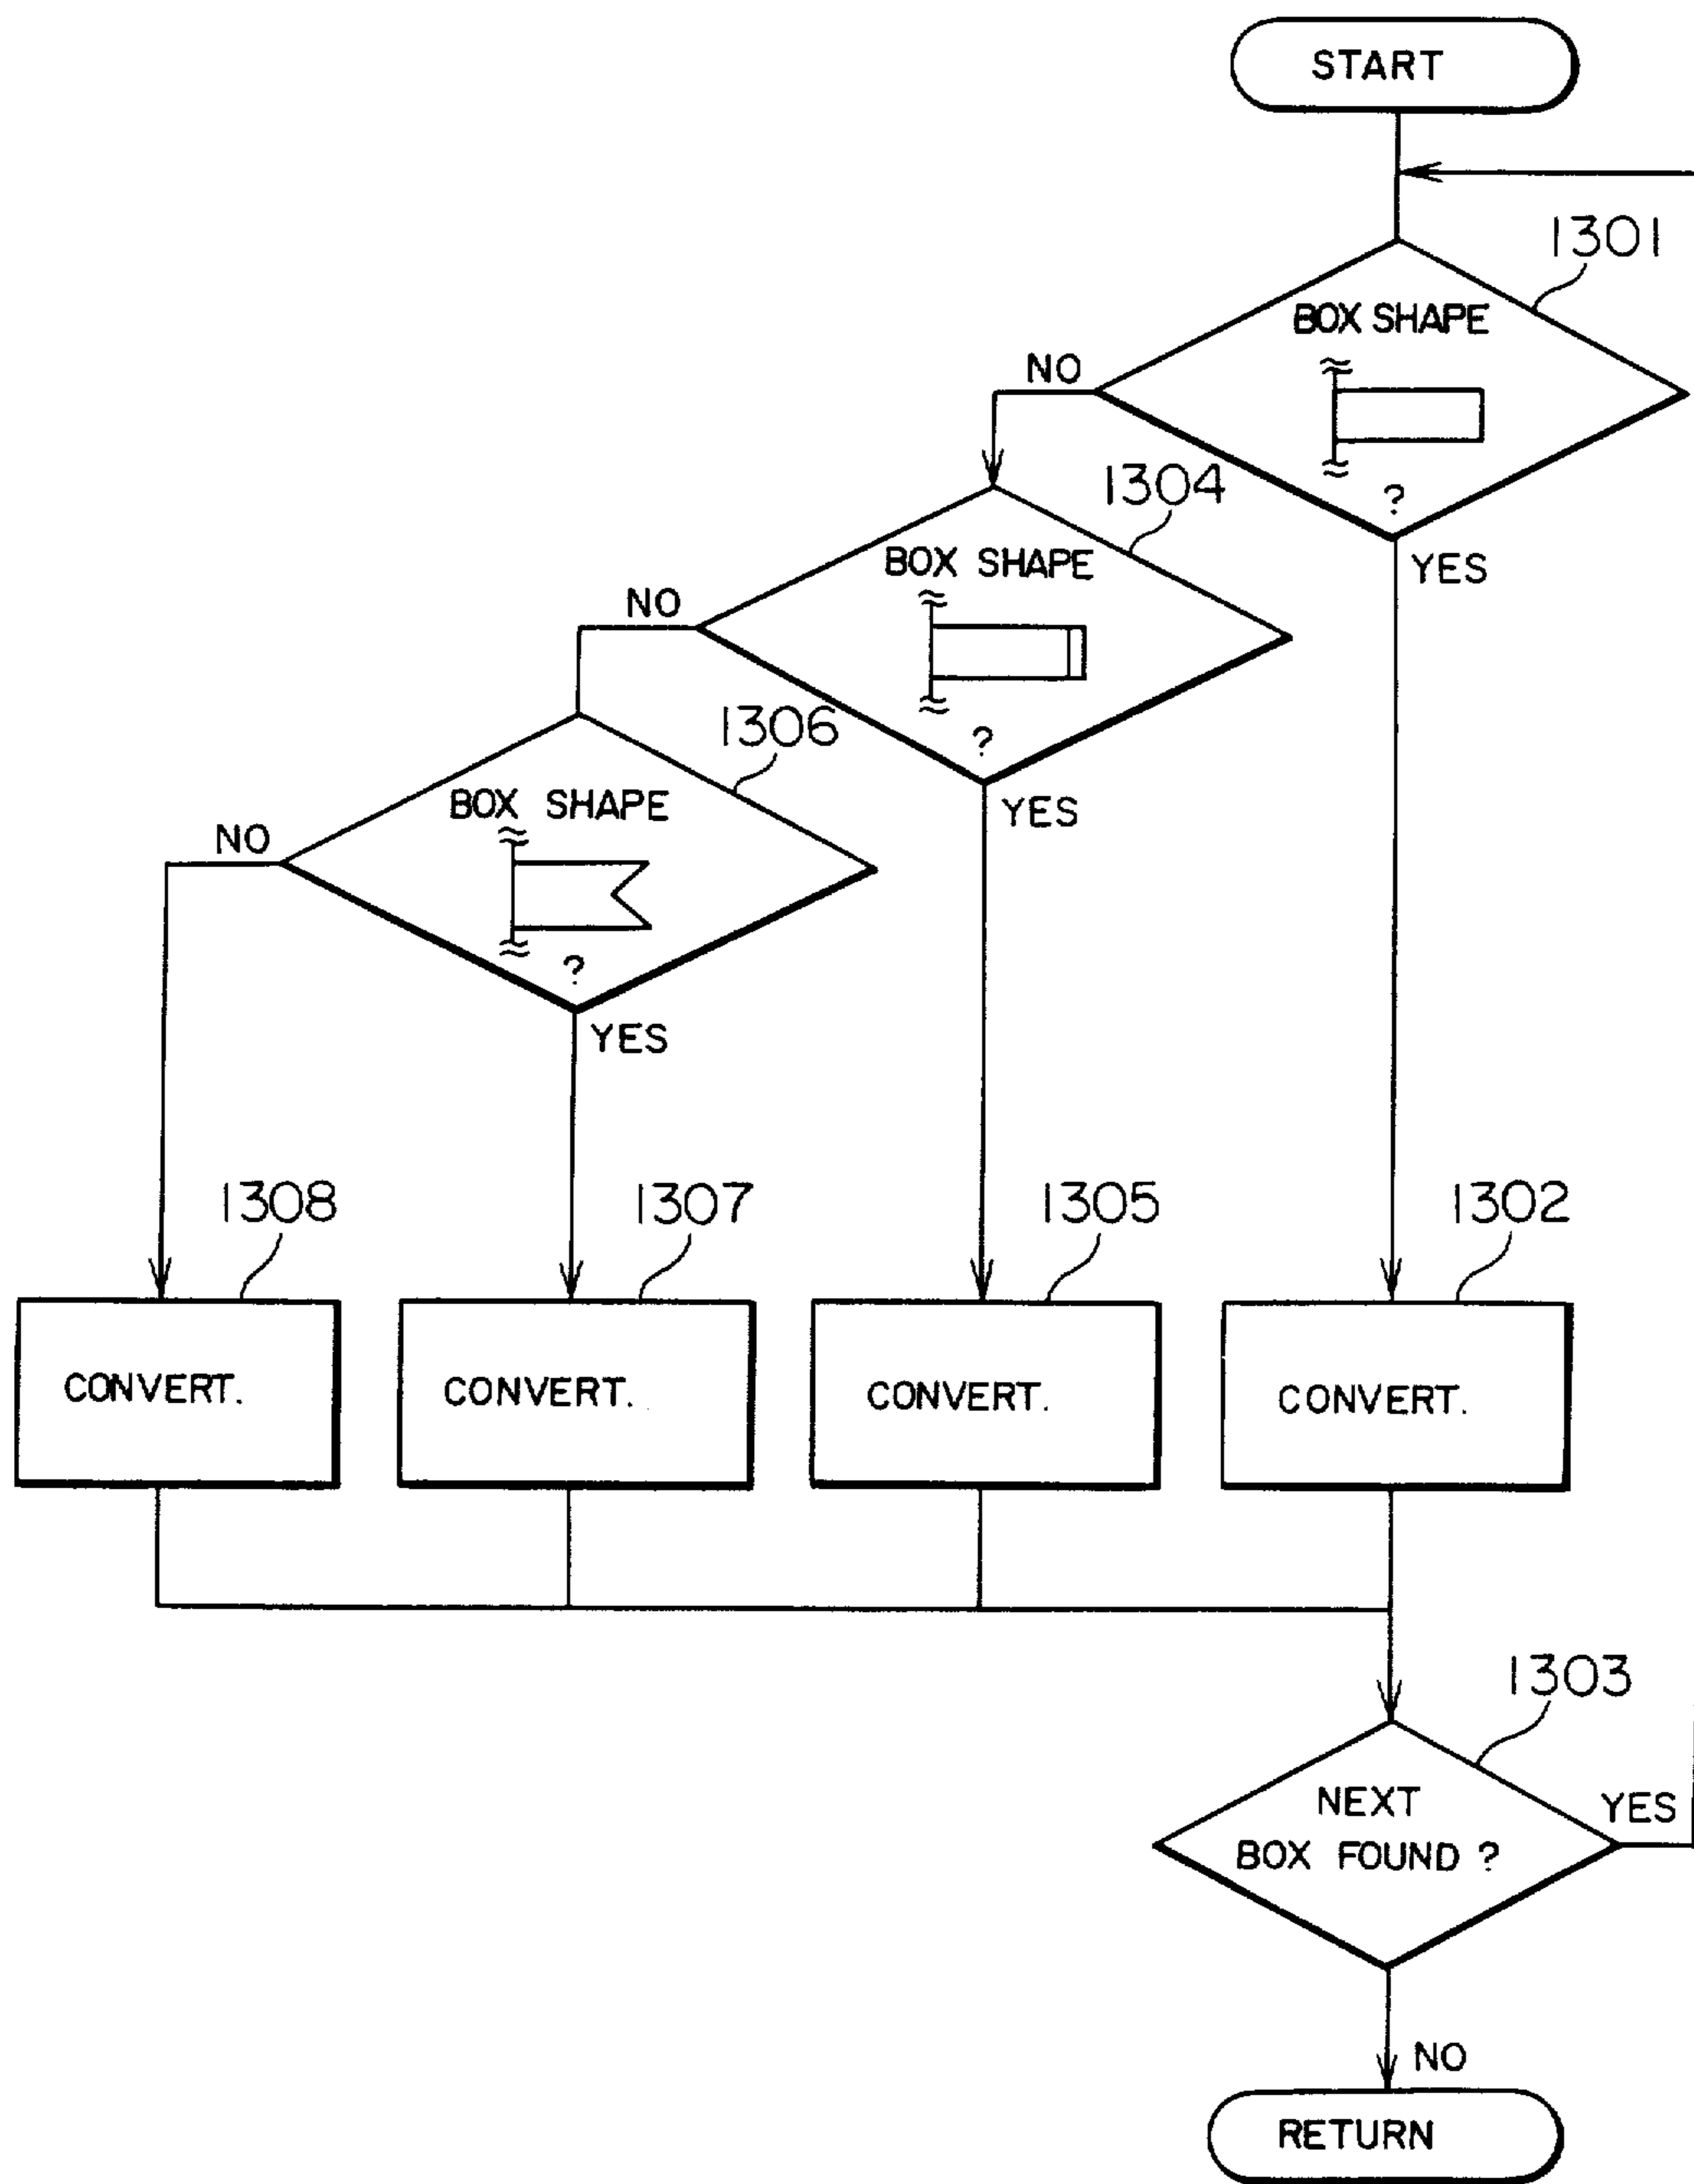 START
1301
BOX SHAPE
?
NO
YES
1304
BOX SHAPE
?
NO
YES
1306
BOX SHAPE
?
NO
YES
1308
1307
1305
1302
CONVERT.
CONVERT.
CONVERT.
CONVERT.
1303
NEXT
BOX FOUND ?
YES
NO
RETURN